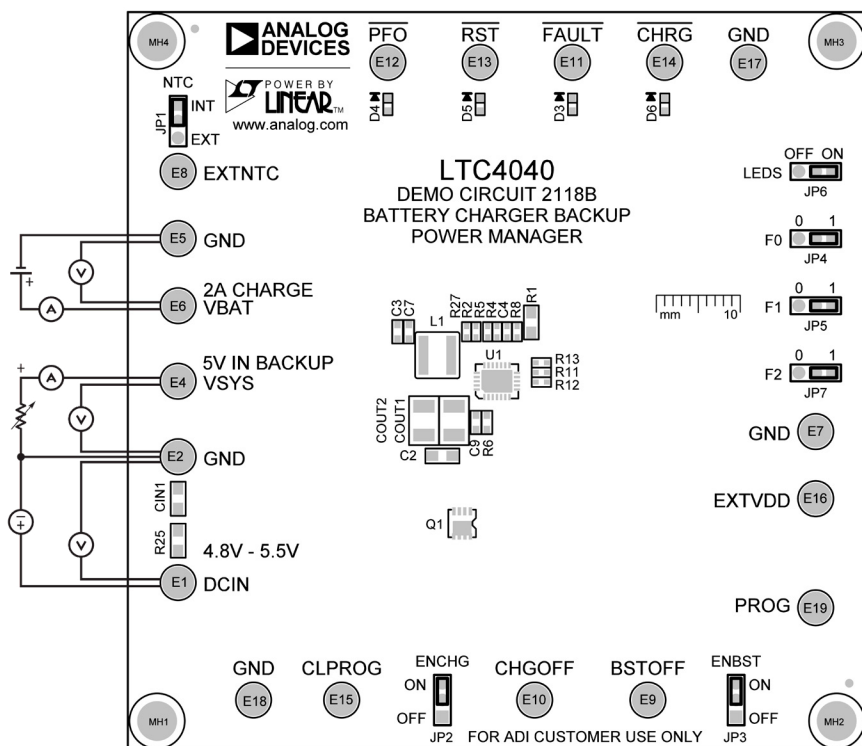 MH4
ANALOG
DEVICES
POWER BY
LINEAR™
www.analog.com
PFO
RST
FAULT
CHRG
GND
E12
E13
E11
E14
E17
MH3
D4
D5
D3
D6
NTC
JP1
INT
EXT
E8
EXTNTC
LTC4040
DEMO CIRCUIT 2118B
BATTERY CHARGER BACKUP
POWER MANAGER
OFF ON
LEDS
JP6
0 1
F0
JP4
0 1
F1
JP5
0 1
F2
JP7
mm 10
E5
GND
V
+
A
E6
2A CHARGE
VBAT
+
A
E4
5V IN BACKUP
VSYS
V
E2
GND
CIN1
R25
4.8V - 5.5V
+
V
E1
DCIN
C3
C7
L1
R27
R2
R5
R4
C4
R8
R1
U1
R13
R11
R12
COUT2
COUT1
C9
R6
C2
Q1
GND
E7
EXTVDD
E16
PROG
E19
GND
E18
CLPROG
E15
ENCHG
ON
OFF
JP2
CHGOFF
E10
BSTOFF
E9
ENBST
ON
OFF
JP3
MH1
FOR ADI CUSTOMER USE ONLY
MH2